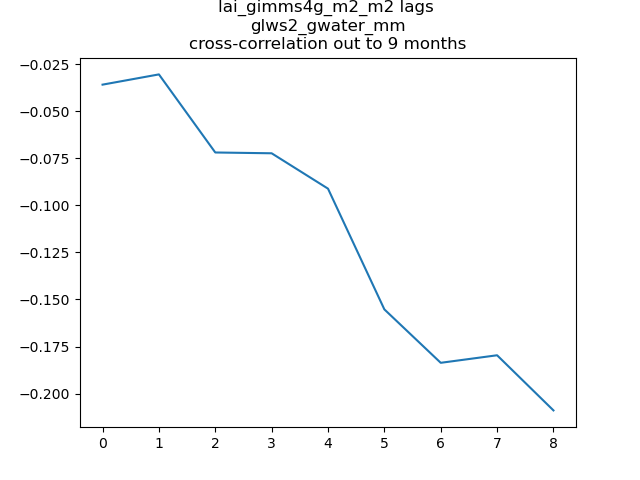 lai_gimms4g_m2_m2 lags
glws2_gwater_mm
cross-correlation out to 9 months
−0.025
−0.050
−0.075
−0.100
−0.125
−0.150
−0.175
−0.200
0 1 2 3 4 5 6 7 8